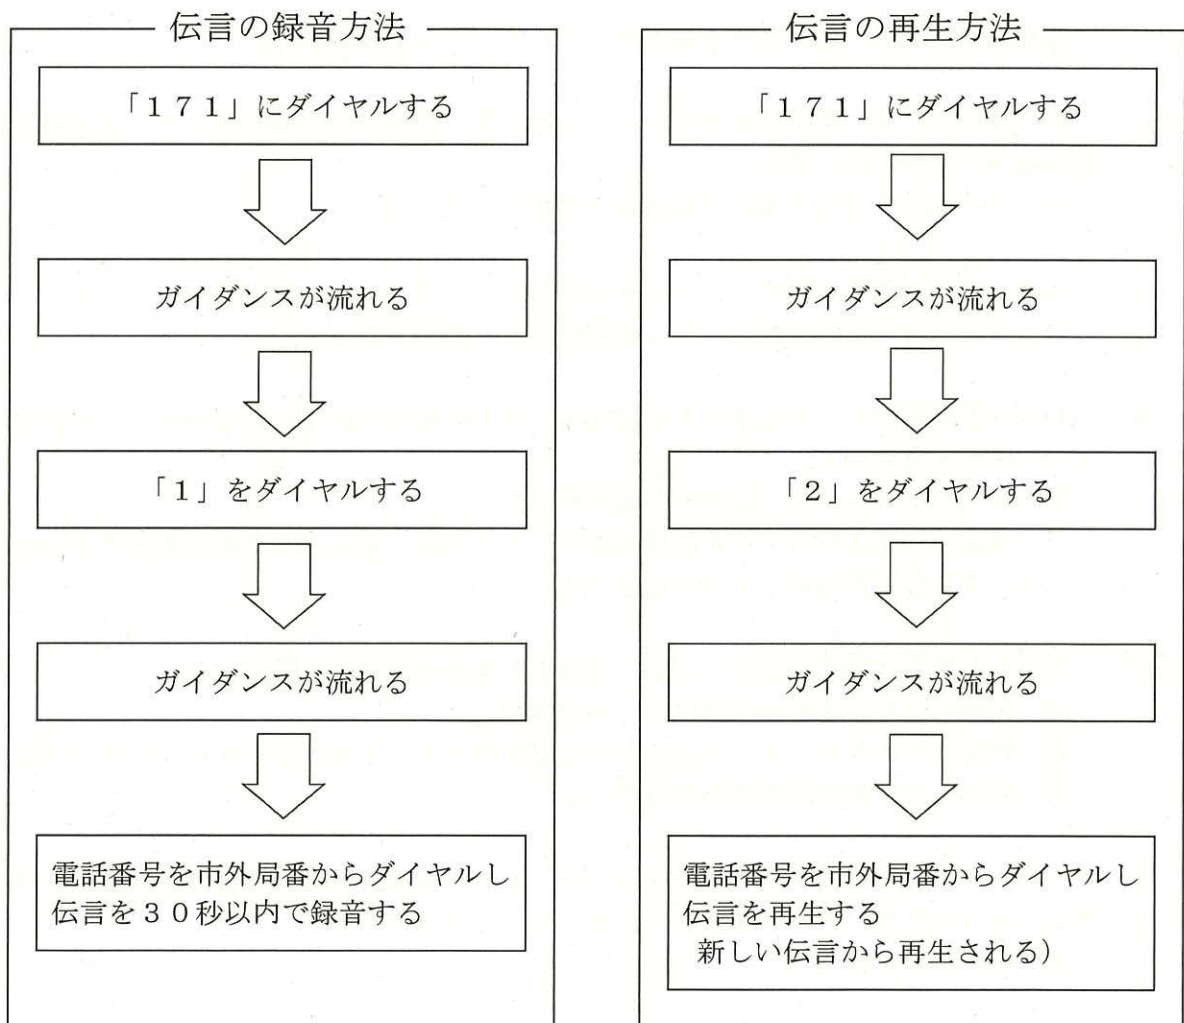 伝言の録音方法
「１７１」にダイヤルする
ガイダンスが流れる
「１」をダイヤルする
ガイダンスが流れる
電話番号を市外局番からダイヤルし
伝言を３０秒以内で録音する
伝言の再生方法
「１７１」にダイヤルする
ガイダンスが流れる
「２」をダイヤルする
ガイダンスが流れる
電話番号を市外局番からダイヤルし
伝言を再生する
新しい伝言から再生される）